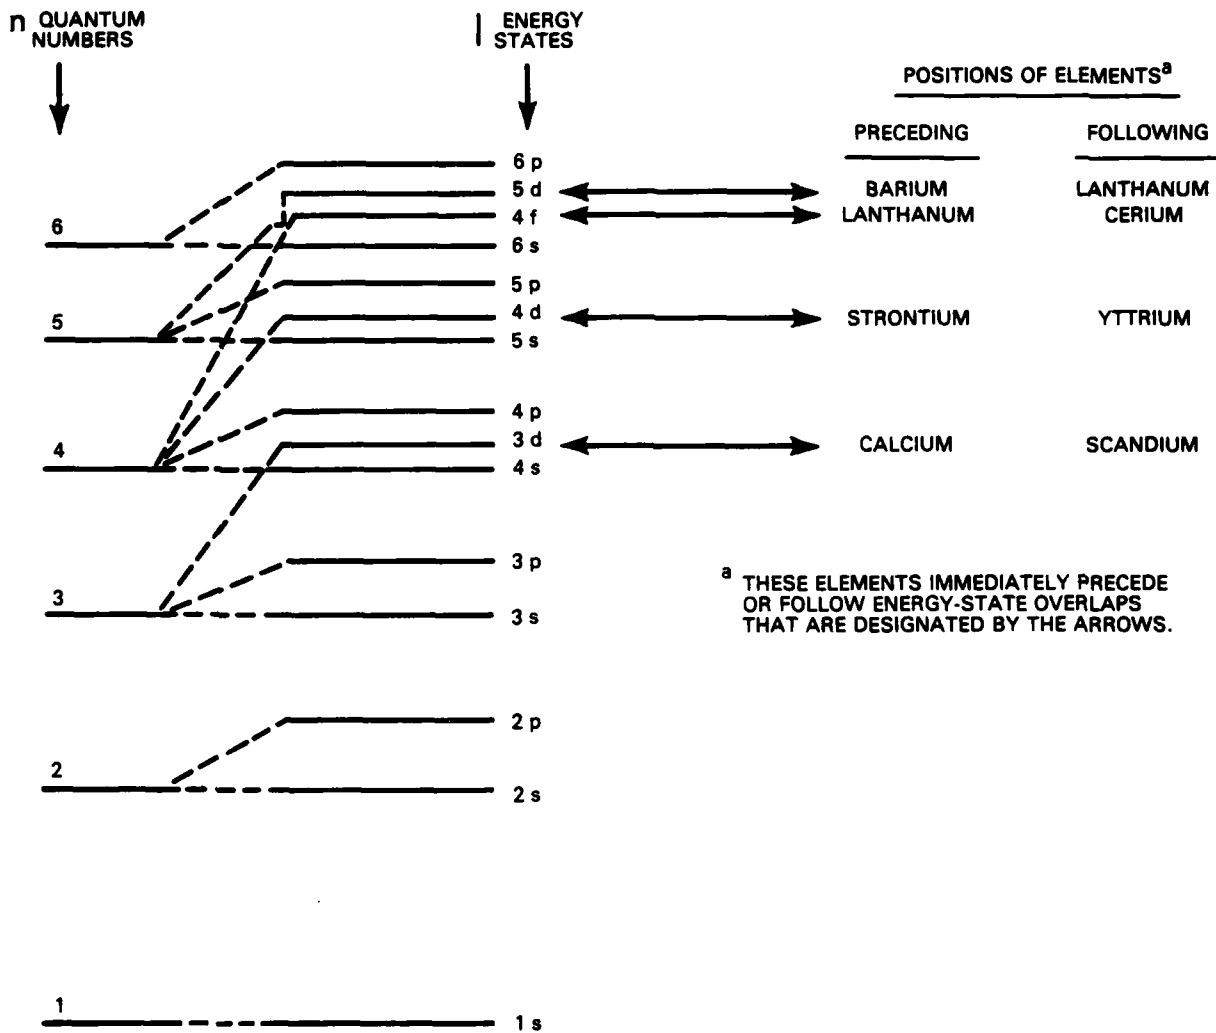 n QUANTUM NUMBERS
l ENERGY STATES
POSITIONS OF ELEMENTS^a
PRECEDING FOLLOWING
6 p
5 d BARIUM LANTHANUM
4 f LANTHANUM CERIUM
6
6 s
5 p
5
4 d STRONTIUM YTTRIUM
5 s
4 p
4
3 d CALCIUM SCANDIUM
4 s
3 p
a THESE ELEMENTS IMMEDIATELY PRECEDE
OR FOLLOW ENERGY-STATE OVERLAPS
THAT ARE DESIGNATED BY THE ARROWS.
3
3 s
2 p
2
2 s
1
1 s